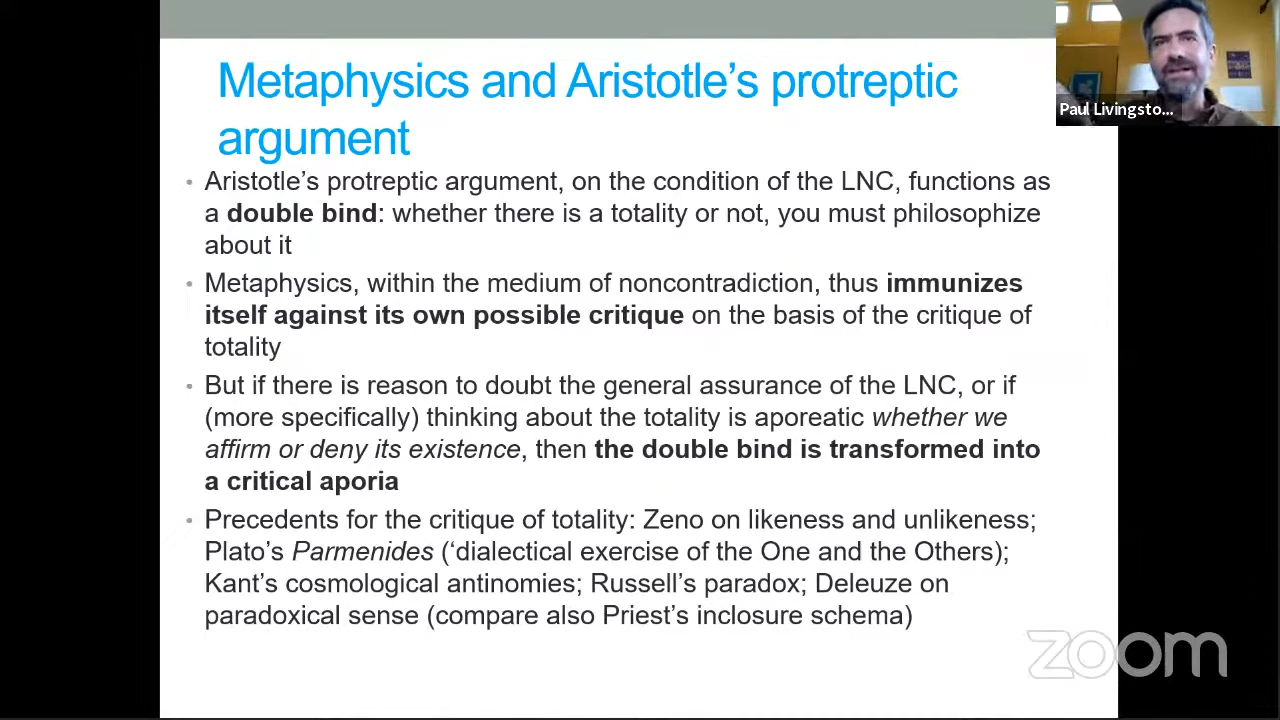 Metaphysics and Aristotle's protreptic
argument
• Aristotle's protreptic argument, on the condition of the LNC, functions as
a double bind: whether there is a totality or not, you must philosophize
about it
• Metaphysics, within the medium of noncontradiction, thus immunizes
itself against its own possible critique on the basis of the critique of
totality
• But if there is reason to doubt the general assurance of the LNC, or if
(more specifically) thinking about the totality is aporeatic whether we
affirm or deny its existence, then the double bind is transformed into
a critical aporia
• Precedents for the critique of totality: Zeno on likeness and unlikeness;
Plato's Parmenides ('dialectical exercise of the One and the Others);
Kant's cosmological antinomies; Russell's paradox; Deleuze on
paradoxical sense (compare also Priest's inclosure schema)
Paul Livingsto...
zoom